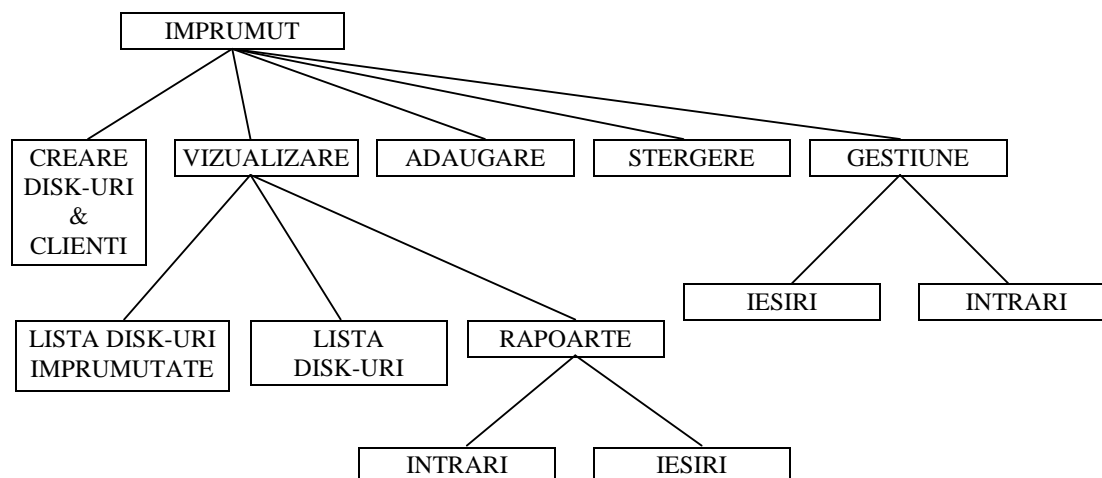 IMPRUMUT
CREARE
DISK-URI
&
CLIENTI
VIZUALIZARE
ADAUGARE
STERGERE
GESTIUNE
IESIRI
INTRARI
LISTA DISK-URI
IMPRUMUTATE
LISTA
DISK-URI
RAPOARTE
INTRARI
IESIRI